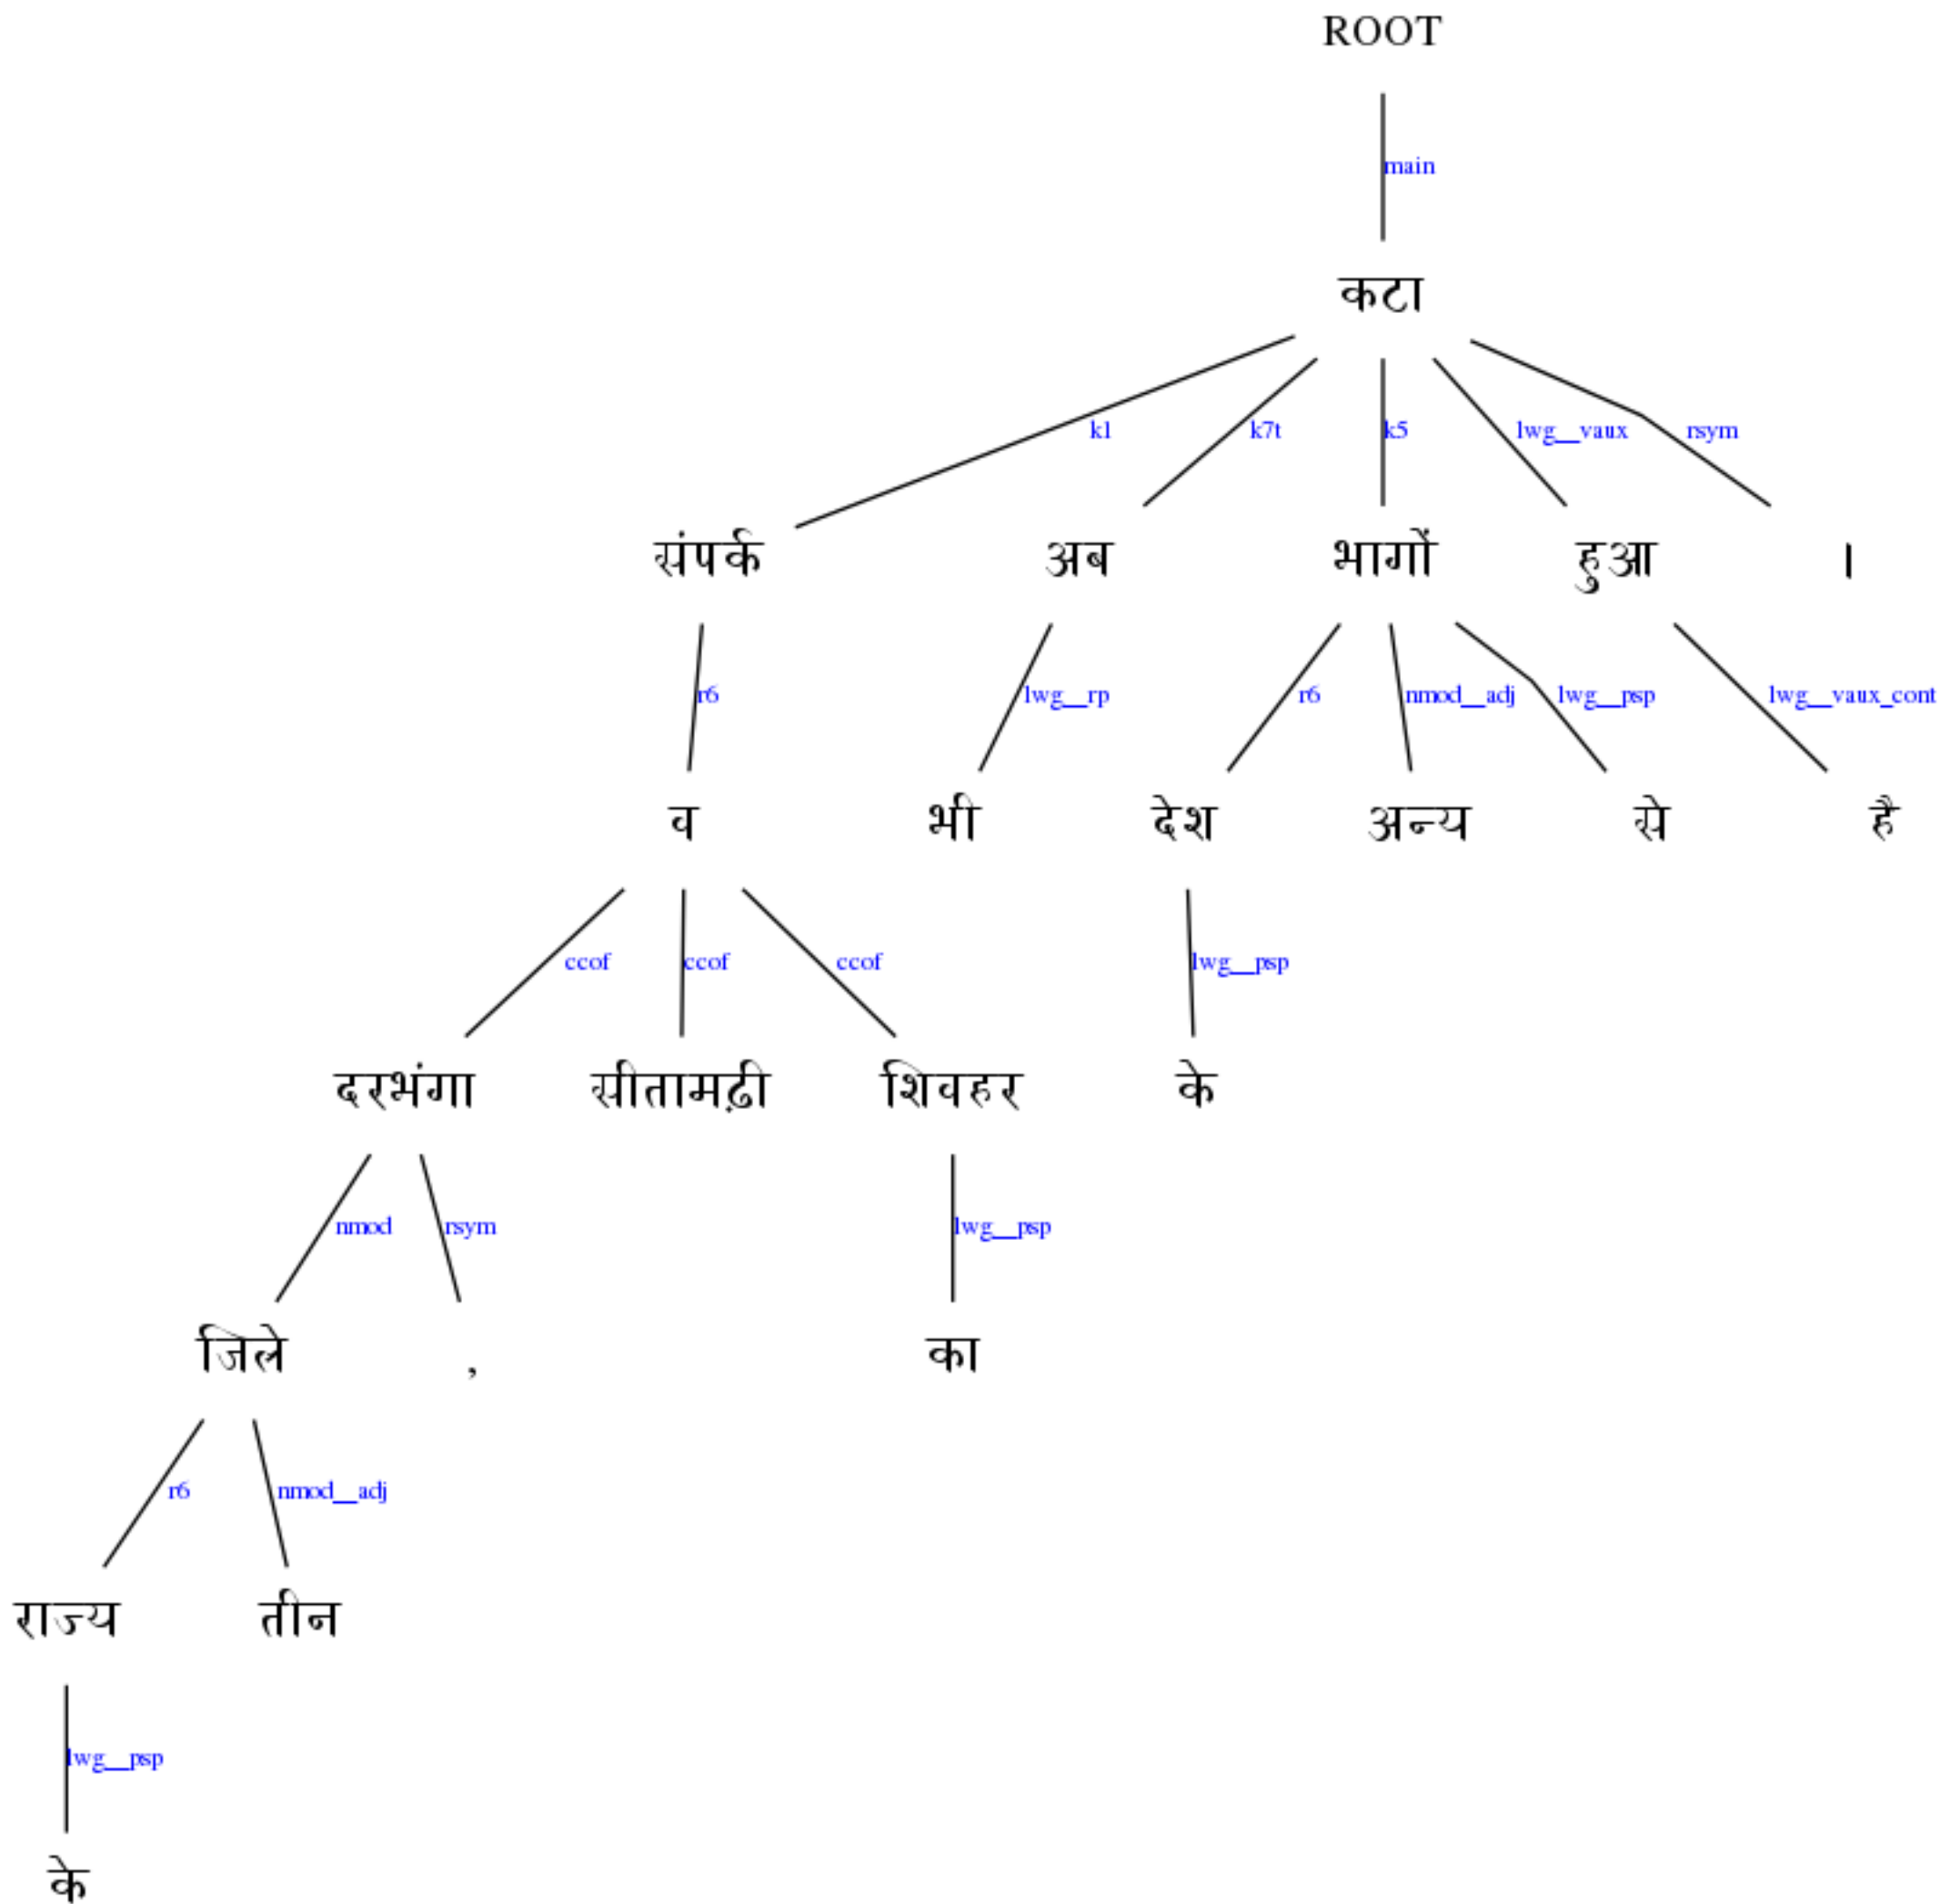 ROOT
main
कटा
k1 k7t k5 lwg__vaux rsym
संपर्क अब भागों हुआ ।
r6 lwg__rp r6 nmod__adj lwg__psp lwg__vaux_cont
व भी देश अन्य से है
ccof ccof ccof lwg__psp
दरभंगा सीतामढ़ी शिवहर के
nmod rsym lwg__psp
जिले , का
r6 nmod__adj
राज्य तीन
lwg__psp
के